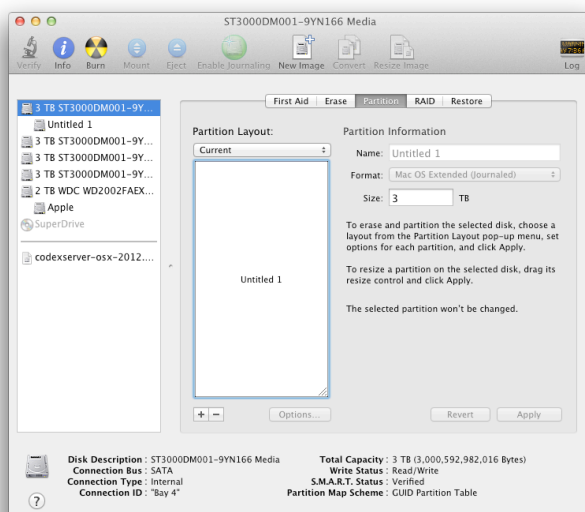 ST3000DM001-9YN166 Media
Verify Info Burn Mount Eject Enable Journaling New Image Convert Resize Image Log
3 TB ST3000DM001-9Y...
Untitled 1
3 TB ST3000DM001-9Y...
3 TB ST3000DM001-9Y...
3 TB ST3000DM001-9Y...
2 TB WDC WD2002FAEX...
Apple
SuperDrive
codexserver-osx-2012....
First Aid Erase Partition RAID Restore
Partition Layout:
Current
Untitled 1
+ − Options...
Partition Information
Name: Untitled 1
Format: Mac OS Extended (Journaled)
Size: 3 TB
To erase and partition the selected disk, choose a
layout from the Partition Layout pop-up menu, set
options for each partition, and click Apply.
To resize a partition on the selected disk, drag its
resize control and click Apply.
The selected partition won't be changed.
Revert Apply
Disk Description : ST3000DM001-9YN166 Media
Connection Bus : SATA
Connection Type : Internal
Connection ID : "Bay 4"
Total Capacity : 3 TB (3,000,592,982,016 Bytes)
Write Status : Read/Write
S.M.A.R.T. Status : Verified
Partition Map Scheme : GUID Partition Table
?